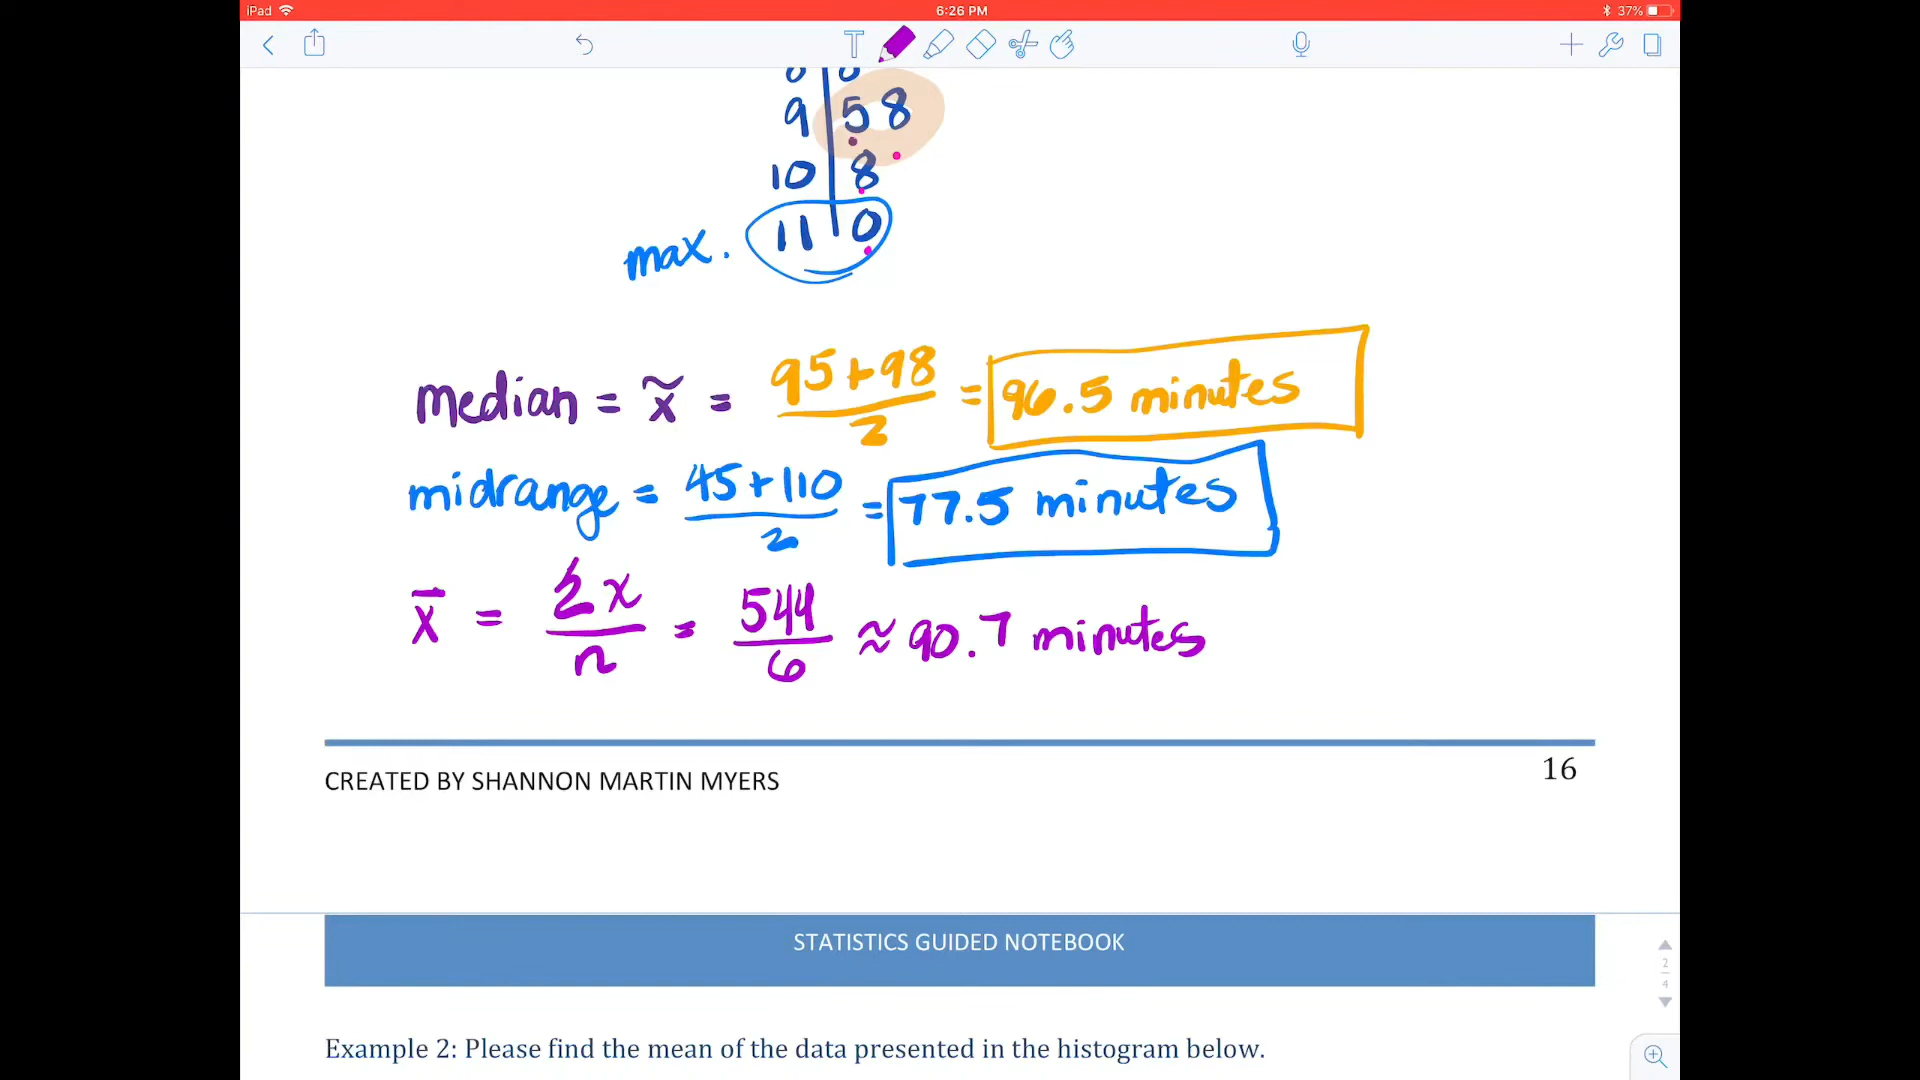 iPad 6:26 PM 37%
9 | 5 8
10 | 8
max. 11 | 0
median = x̃ = 95+98/2 = 96.5 minutes
midrange = 45+110/2 = 77.5 minutes
x̄ = Σx/n = 544/6 ≈ 90.7 minutes
CREATED BY SHANNON MARTIN MYERS 16
STATISTICS GUIDED NOTEBOOK
2
4
Example 2: Please find the mean of the data presented in the histogram below.